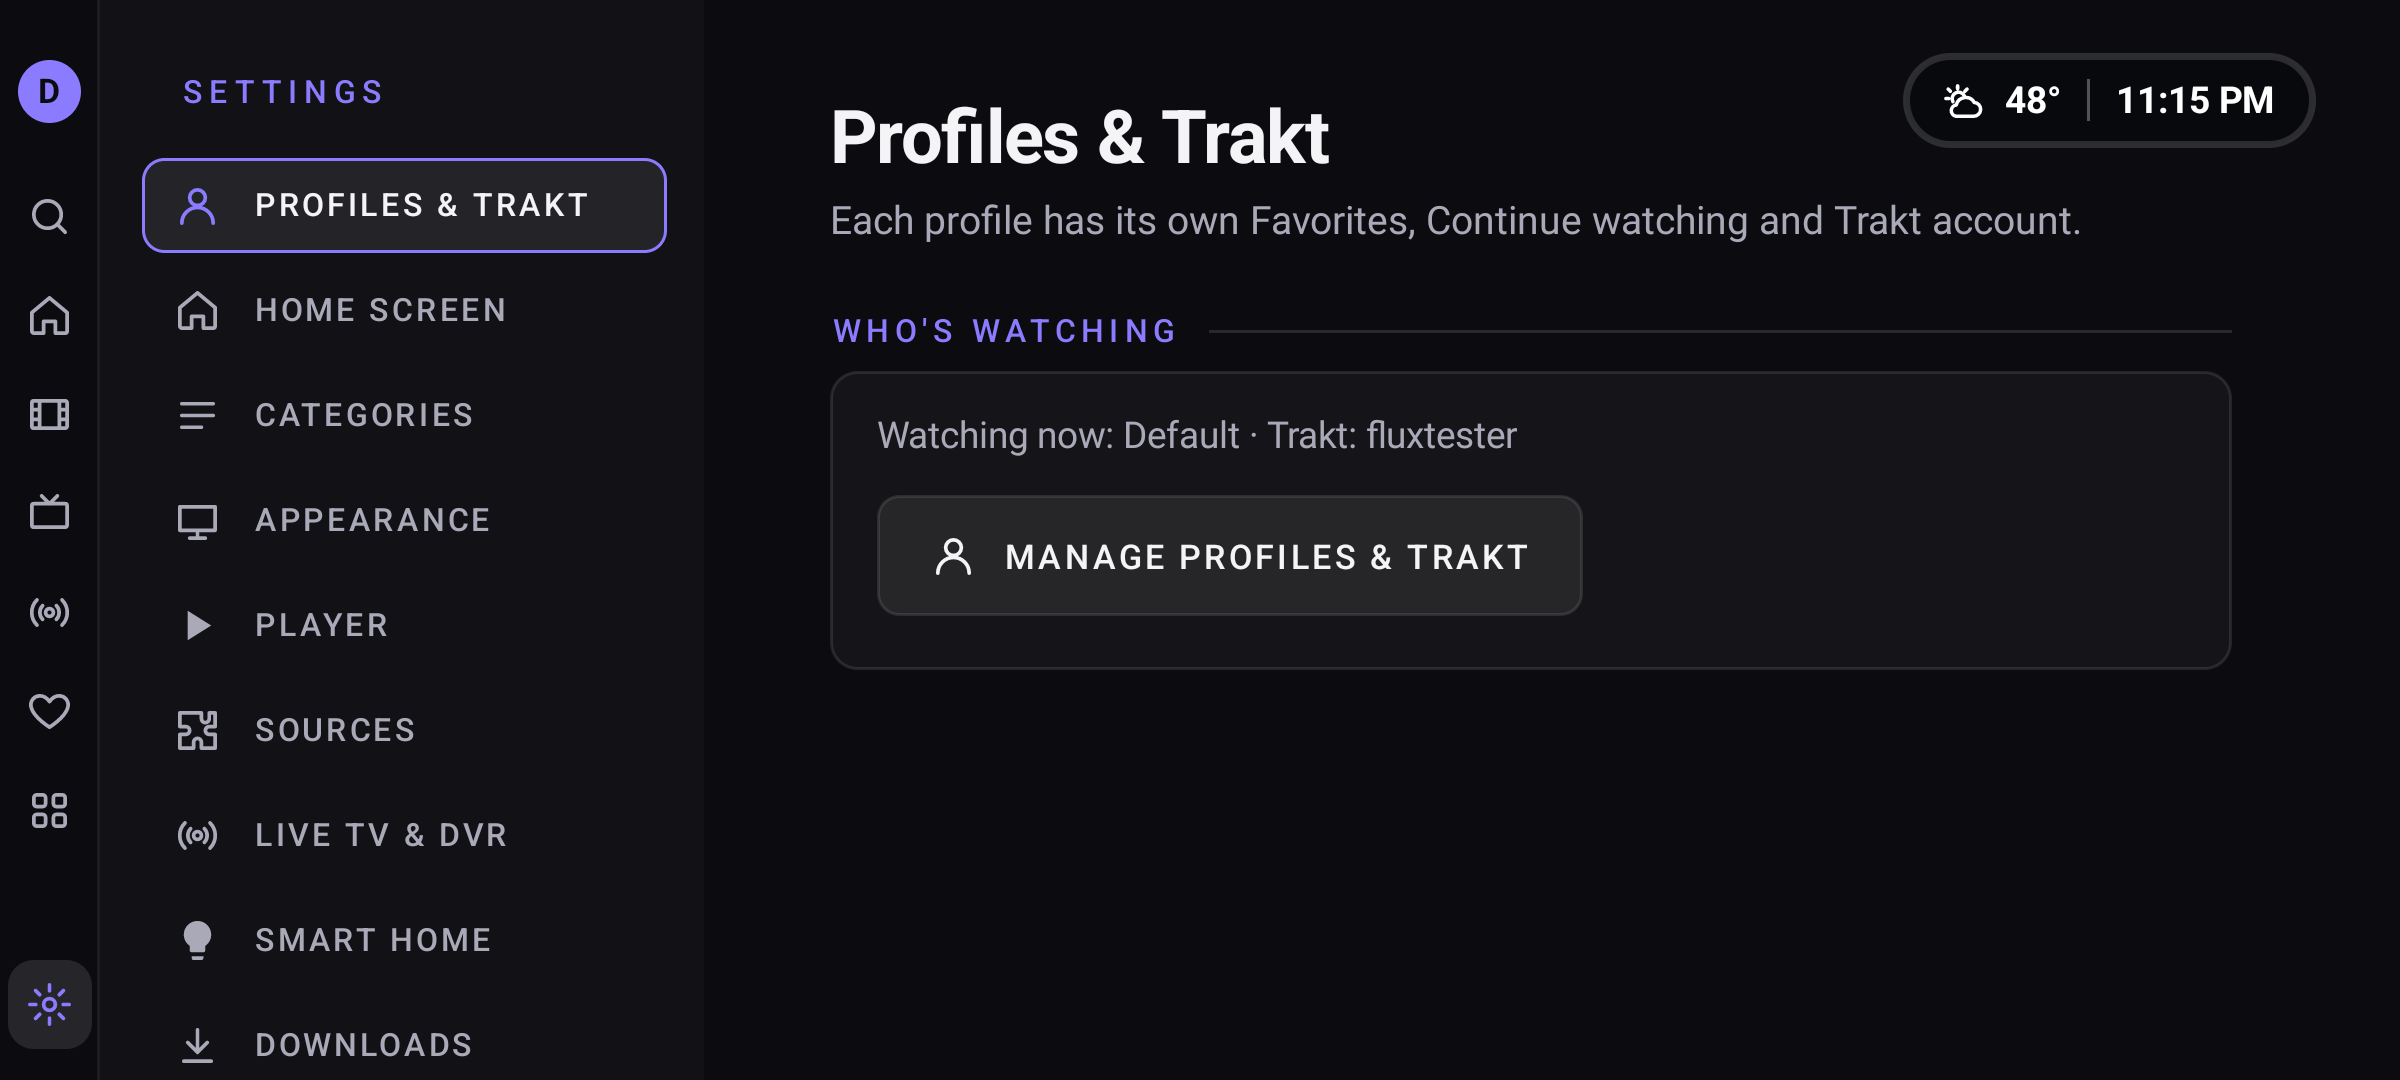 D
SETTINGS
PROFILES & TRAKT
HOME SCREEN
CATEGORIES
APPEARANCE
PLAYER
SOURCES
LIVE TV & DVR
SMART HOME
DOWNLOADS
48° 11:15 PM
Profiles & Trakt
Each profile has its own Favorites, Continue watching and Trakt account.
WHO'S WATCHING
Watching now: Default · Trakt: fluxtester
MANAGE PROFILES & TRAKT